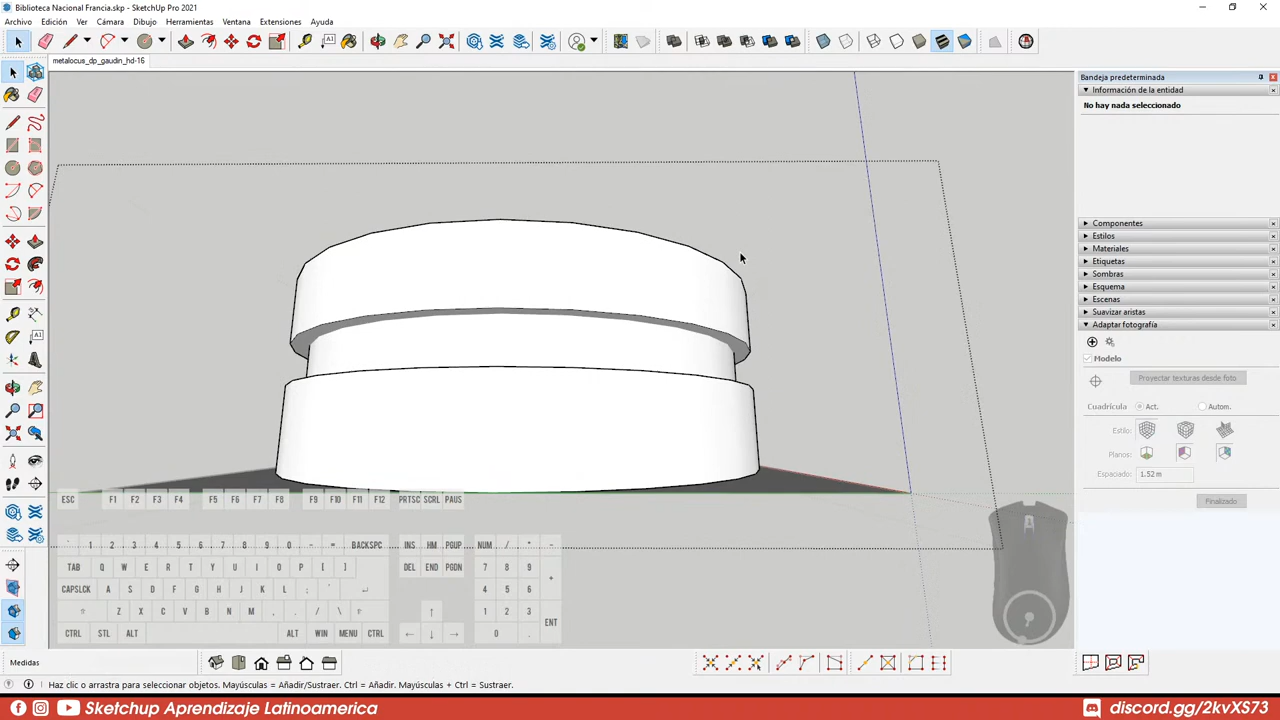 Biblioteca Nacional Francia.skp - SketchUp Pro 2021
Archivo Edición Ver Cámara Dibujo Herramientas Ventana Extensiones Ayuda
metalocus_dp_gaudin_hd-16
Bandeja predeterminada
Información de la entidad
No hay nada seleccionado
Componentes
Estilos
Materiales
Etiquetas
Sombras
Esquema
Escenas
Suavizar aristas
Adaptar fotografía
Modelo
Proyectar texturas desde foto
Cuadrícula Act. Autom.
Estilo:
Planos:
Espaciado: 1.52 m
Finalizado
ESC F1 F2 F3 F4 F5 F6 F7 F8 F9 F10 F11 F12 PRTSC SCRL PAUS
` 1 2 3 4 5 6 7 8 9 0 - = BACKSPC INS HM PGUP NUM / * -
TAB Q W E R T Y U I O P [ ] DEL END PGDN 7 8 9 +
CAPSLCK A S D F G H J K L ; ' 4 5 6
Z X C V B N M , . / \ ↑ 1 2 3 ENT
CTRL STL ALT ALT WIN MENU CTRL ← ↓ → 0 .
Medidas
Haz clic o arrastra para seleccionar objetos. Mayúsculas = Añadir/Sustraer. Ctrl = Añadir. Mayúsculas + Ctrl = Sustraer.
Sketchup Aprendizaje Latinoamerica
discord.gg/2kvXS73